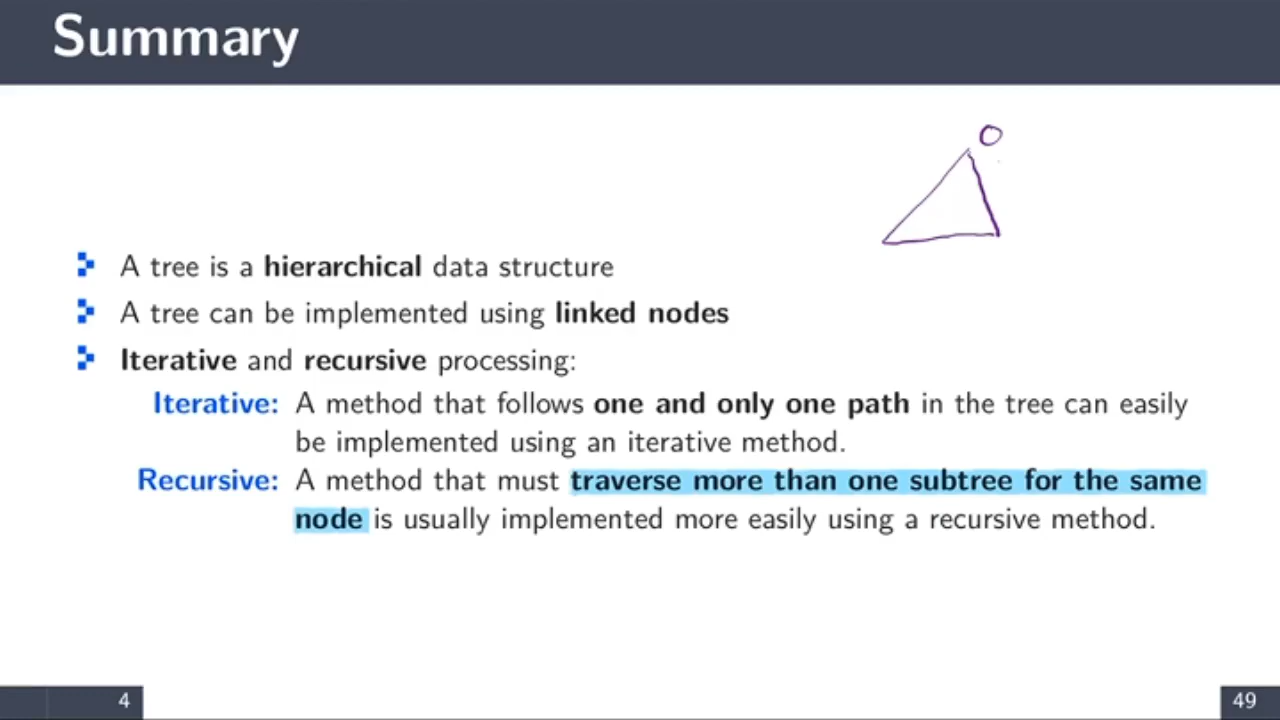 Summary
A tree is a hierarchical data structure
A tree can be implemented using linked nodes
Iterative and recursive processing:
Iterative: A method that follows one and only one path in the tree can easily
be implemented using an iterative method.
Recursive: A method that must traverse more than one subtree for the same
node is usually implemented more easily using a recursive method.
4
49